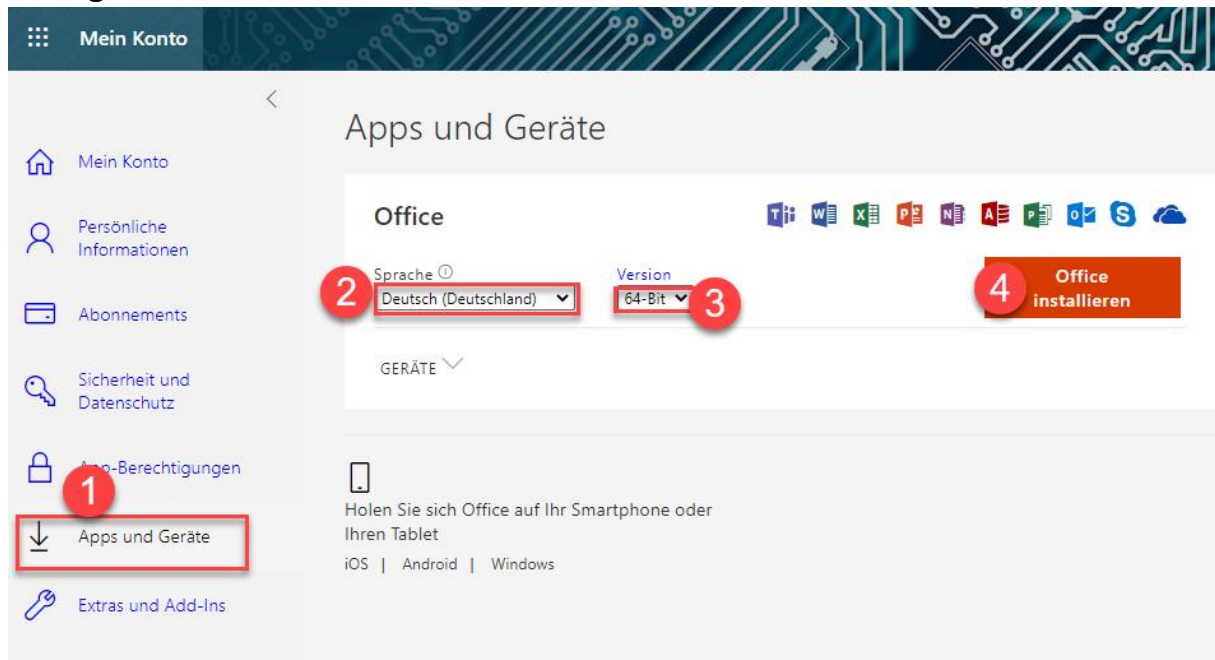 Mein Konto
Apps und Geräte
Mein Konto
Persönliche
Informationen
Abonnements
Sicherheit und
Datenschutz
App-Berechtigungen
1
Apps und Geräte
Extras und Add-Ins
Office
Sprache
Version
2
Deutsch (Deutschland)
64-Bit
3
4
Office
installieren
GERÄTE
Holen Sie sich Office auf Ihr Smartphone oder
Ihren Tablet
iOS | Android | Windows